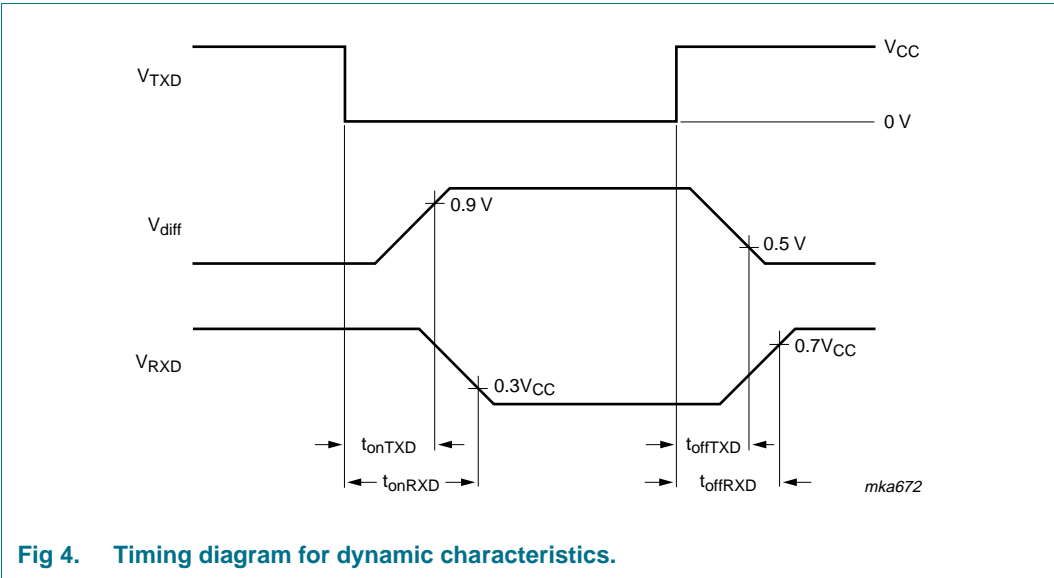 VTXD
VCC
0 V
Vdiff
0.9 V
0.5 V
VRXD
0.3VCC
0.7VCC
tonTXD
toffTXD
tonRXD
toffRXD
mka672
Fig 4. Timing diagram for dynamic characteristics.